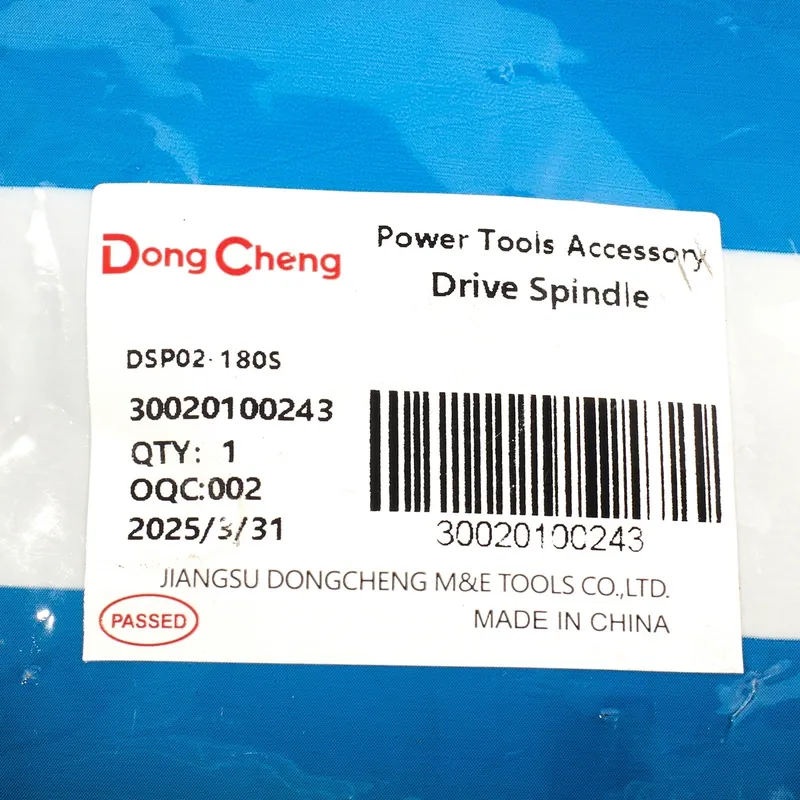 Dong Cheng
Power Tools Accessory
Drive Spindle
DSP02-180S
30020100243
QTY: 1
OQC:002
2025/3/31
30020100243
JIANGSU DONGCHENG M&E TOOLS CO.,LTD.
PASSED
MADE IN CHINA